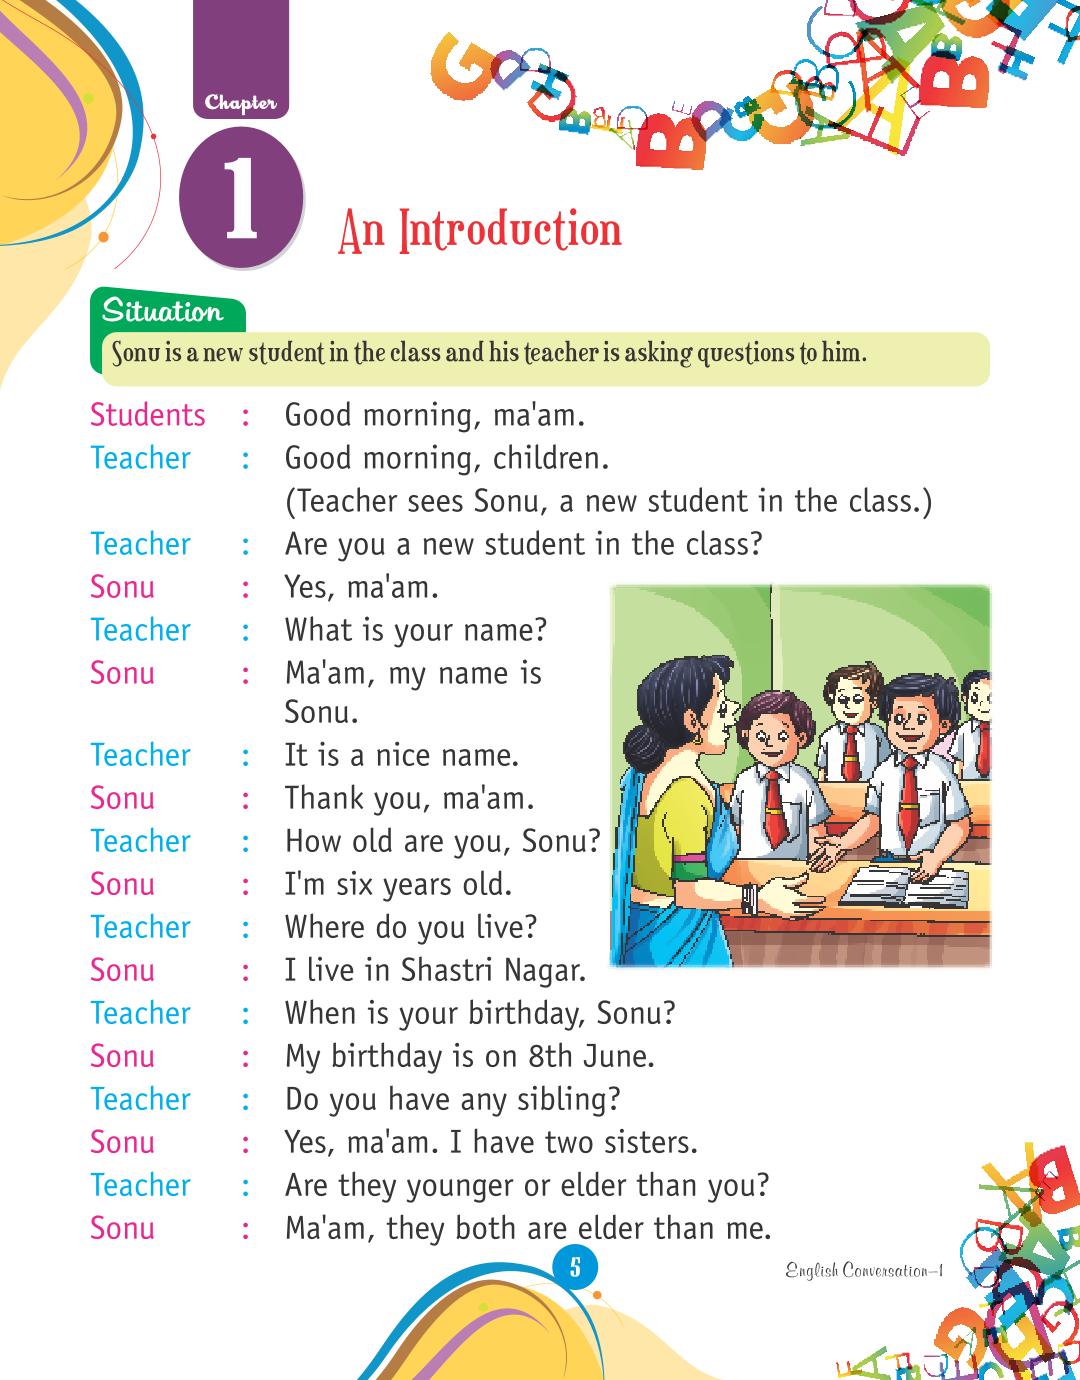 Chapter
1
An Introduction
Situation
Sonu is a new student in the class and his teacher is asking questions to him.
Students : Good morning, ma'am.
Teacher : Good morning, children.
(Teacher sees Sonu, a new student in the class.)
Teacher : Are you a new student in the class?
Sonu : Yes, ma'am.
Teacher : What is your name?
Sonu : Ma'am, my name is
Sonu.
Teacher : It is a nice name.
Sonu : Thank you, ma'am.
Teacher : How old are you, Sonu?
Sonu : I'm six years old.
Teacher : Where do you live?
Sonu : I live in Shastri Nagar.
Teacher : When is your birthday, Sonu?
Sonu : My birthday is on 8th June.
Teacher : Do you have any sibling?
Sonu : Yes, ma'am. I have two sisters.
Teacher : Are they younger or elder than you?
Sonu : Ma'am, they both are elder than me.
5
English Conversation–1